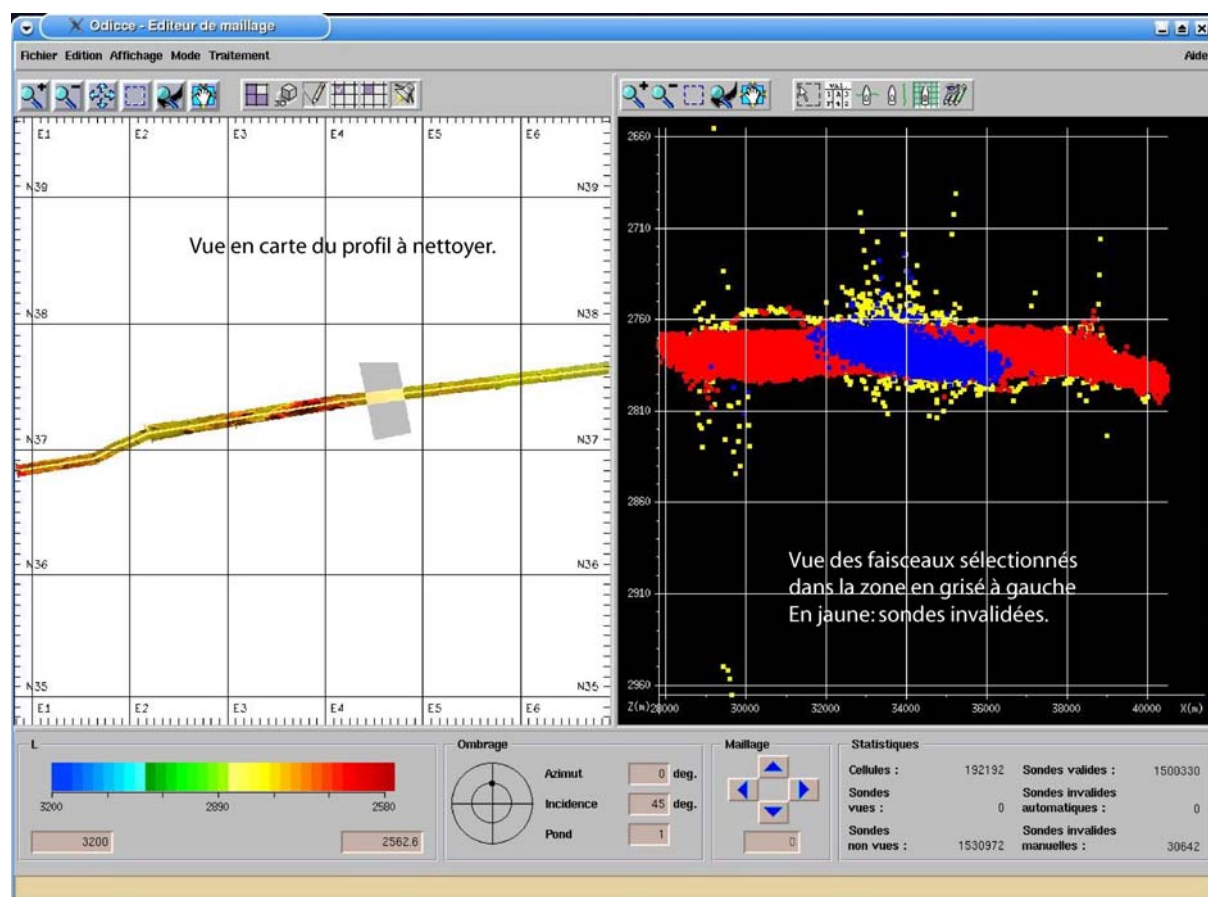 Odicce - Editeur de maillage
Fichier Edition Affichage Mode Traitement
Aide
E1 E2 E3 E4 E5 E6
N39 N39
Vue en carte du profil à nettoyer.
N38 N38
N37 N37
N36 N36
N35 N35
E1 E2 E3 E4 E5 E6
2660
2710
2760
2810
2860
2910
2960
Vue des faisceaux sélectionnés
dans la zone en grisé à gauche
En jaune: sondes invalidées.
Z(m) 28000 30000 32000 34000 36000 38000 40000 X(m)
L
3200 2890 2580
3200 2562.6
Ombrage
Azimut 0 deg.
Incidence 45 deg.
Pond 1
Maillage
0
Statistiques
Cellules : 192192 Sondes valides : 1500330
Sondes vues : 0 Sondes invalides automatiques : 0
Sondes non vues : 1530972 Sondes invalides manuelles : 30642